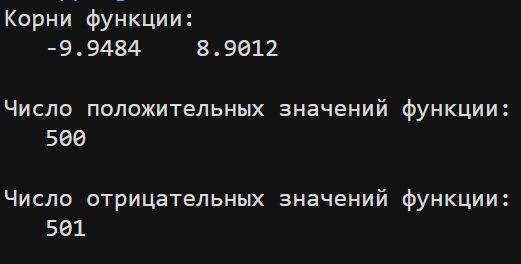 Корни функции:
-9.9484 8.9012
Число положительных значений функции:
500
Число отрицательных значений функции:
501